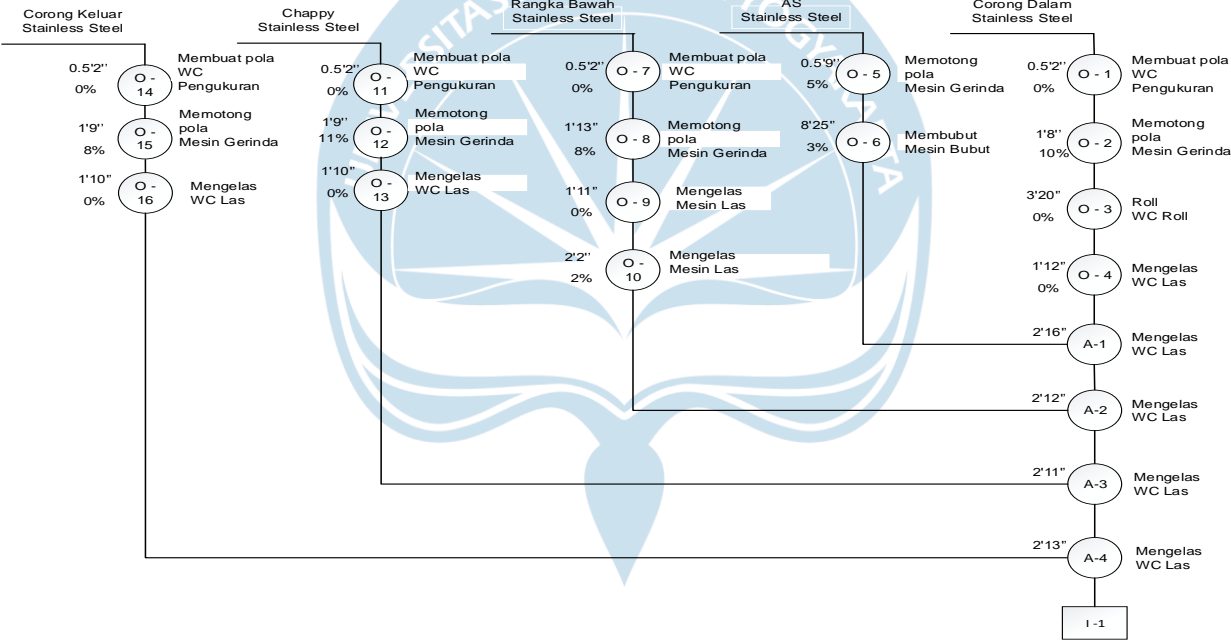 Corong Keluar
Stainless Steel
0.5'2''
0%
O -
14
Membuat pola
WC
Pengukuran
1'9''
8%
O -
15
Memotong
pola
Mesin Gerinda
1'10"
0%
O -
16
Mengelas
WC Las
Chappy
Stainless Steel
0.5'2''
0%
O -
11
Membuat pola
WC
Pengukuran
1'9''
11%
O -
12
Memotong
pola
Mesin Gerinda
1'10"
0%
O -
13
Mengelas
WC Las
Rangka Bawah
Stainless Steel
0.5'2''
0%
O - 7
Membuat pola
WC
Pengukuran
1'13"
8%
O - 8
Memotong
pola
Mesin Gerinda
1'11"
0%
O - 9
Mengelas
Mesin Las
2'2''
2%
O -
10
Mengelas
Mesin Las
AS
Stainless Steel
0.5'9''
5%
O - 5
Memotong
pola
Mesin Gerinda
8'25"
3%
O - 6
Membubut
Mesin Bubut
Corong Dalam
Stainless Steel
0.5'2''
0%
O - 1
Membuat pola
WC
Pengukuran
1'8''
10%
O - 2
Memotong
pola
Mesin Gerinda
3'20"
0%
O - 3
Roll
WC Roll
1'12"
0%
O - 4
Mengelas
WC Las
2'16"
A-1
Mengelas
WC Las
2'12"
A-2
Mengelas
WC Las
2'11"
A-3
Mengelas
WC Las
2'13"
A-4
Mengelas
WC Las
I -1